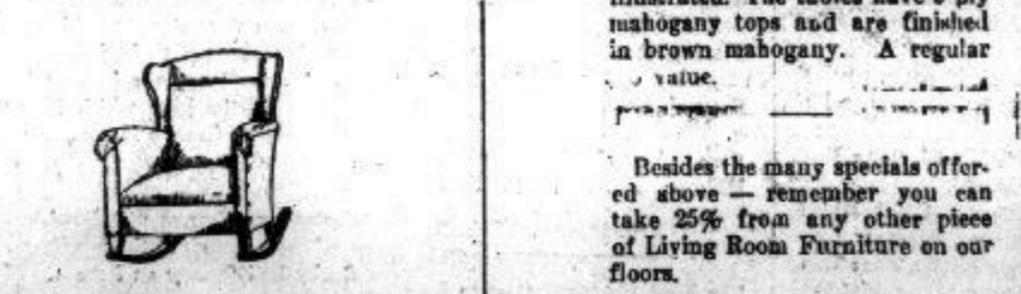 mahogany tops and are finished
in brown mahogany. A regular
value.
Besides the many specials offer-
ed above — remember you can
take 25% from any other piece
of Living Room Furniture on our
floors.